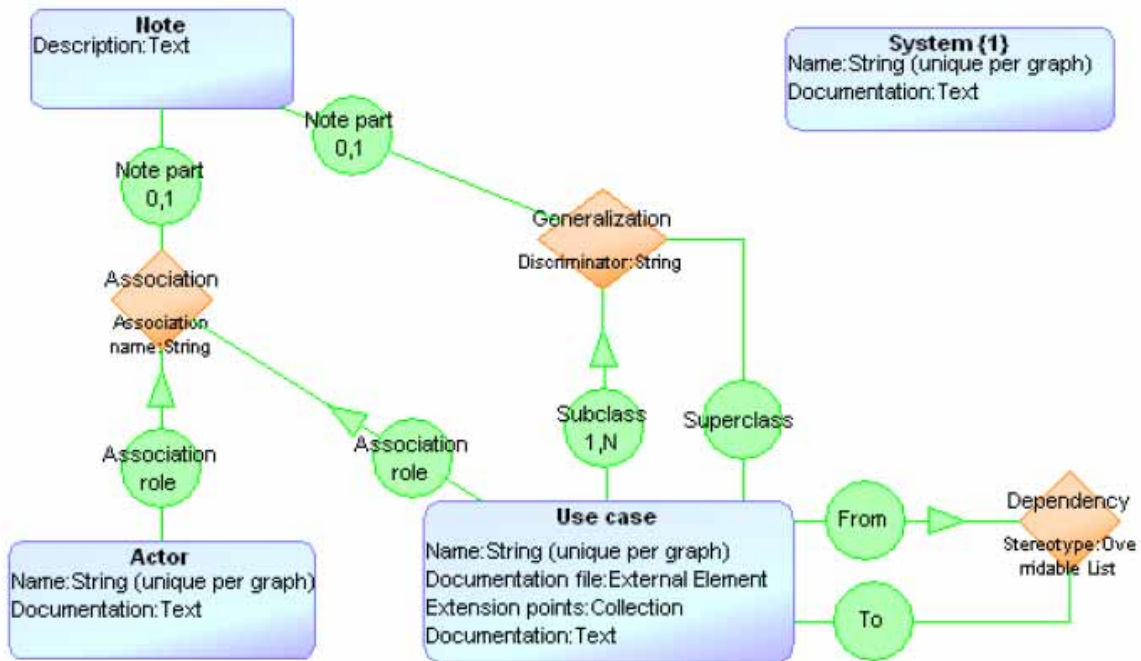 Note
Description:Text
System {1}
Name:String (unique per graph)
Documentation:Text
Note part
0,1
Note part
0,1
Generalization
Discriminator:String
Association
Association
name:String
Subclass
1,N
Superclass
Association
role
Association
role
Use case
Name:String (unique per graph)
Documentation file:External Element
Extension points:Collection
Documentation:Text
From
To
Dependency
Stereotype:Ove
rridable List
Actor
Name:String (unique per graph)
Documentation:Text